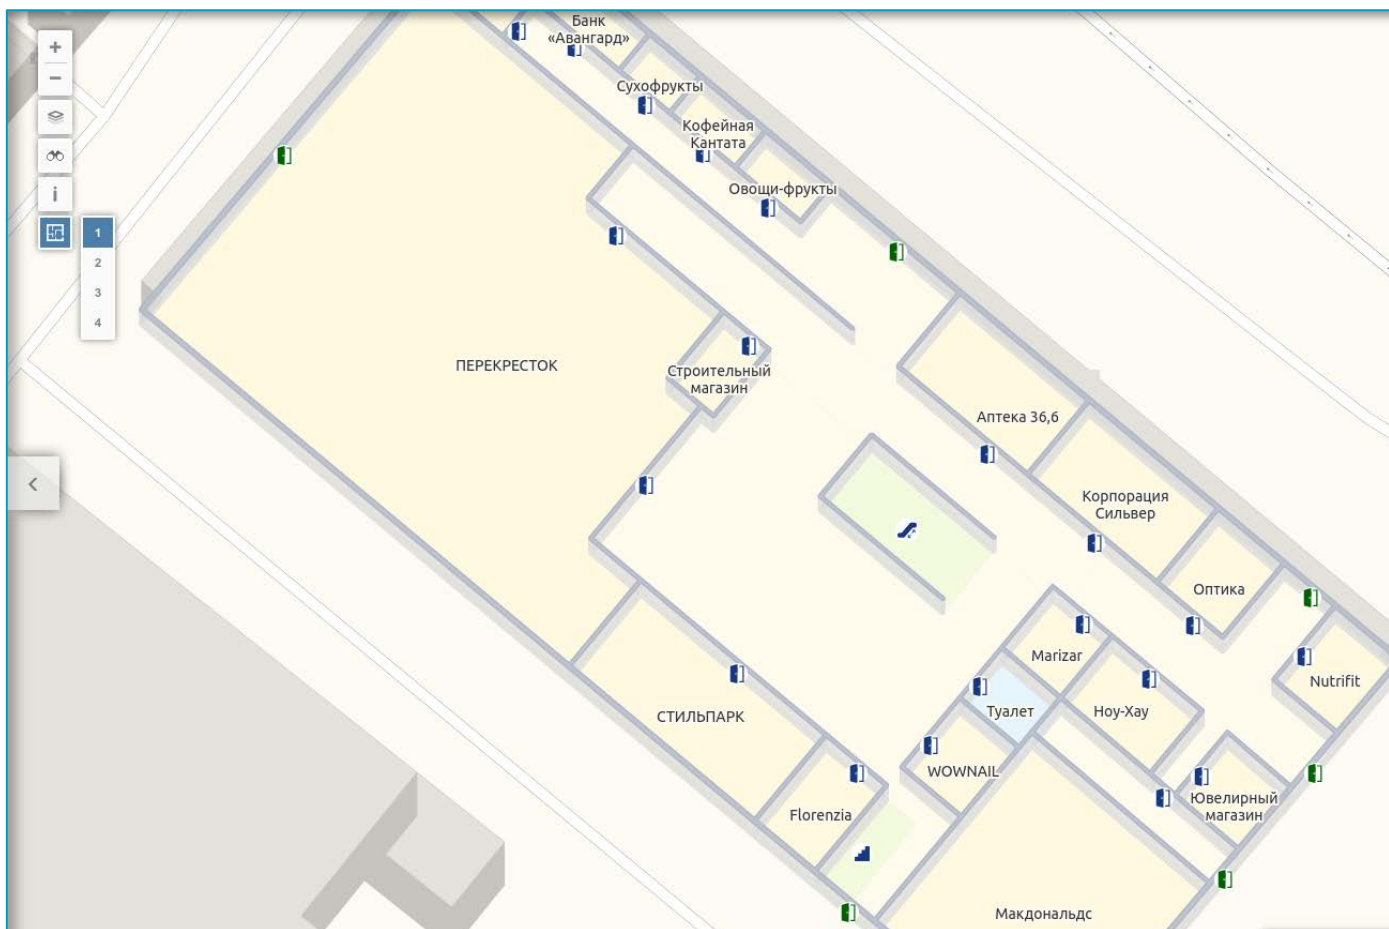 Банк
«Авангард»
+
−
Сухофрукты
Кофейная
Кантата
Овощи-фрукты
i
1
2
3
4
ПЕРЕКРЕСТОК
Строительный
магазин
Аптека 36,6
Корпорация
Сильвер
Оптика
Marizar
Nutrifit
Туалет
Ноу-Хау
СТИЛЬПАРК
WOWNAIL
Ювелирный
магазин
Florenzia
Макдональдс